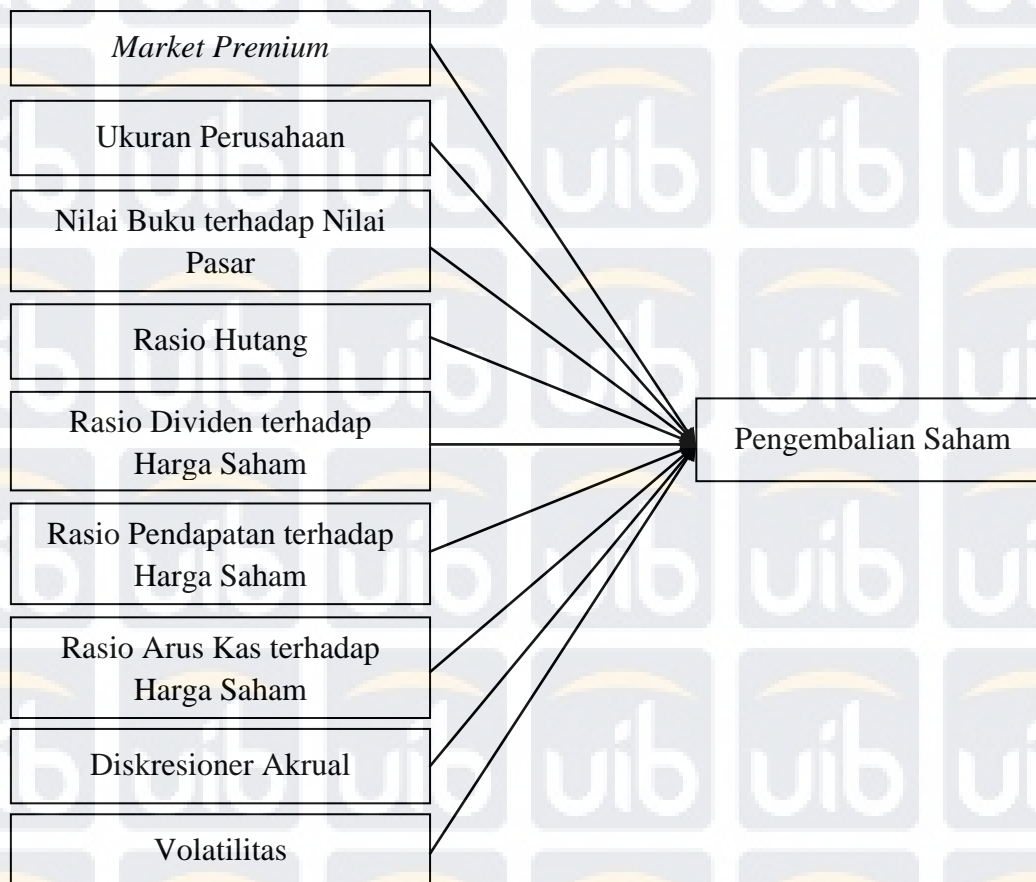 Market Premium
Ukuran Perusahaan
Nilai Buku terhadap Nilai
Pasar
Rasio Hutang
Rasio Dividen terhadap
Harga Saham
Pengembalian Saham
Rasio Pendapatan terhadap
Harga Saham
Rasio Arus Kas terhadap
Harga Saham
Diskresioner Akrual
Volatilitas
uib